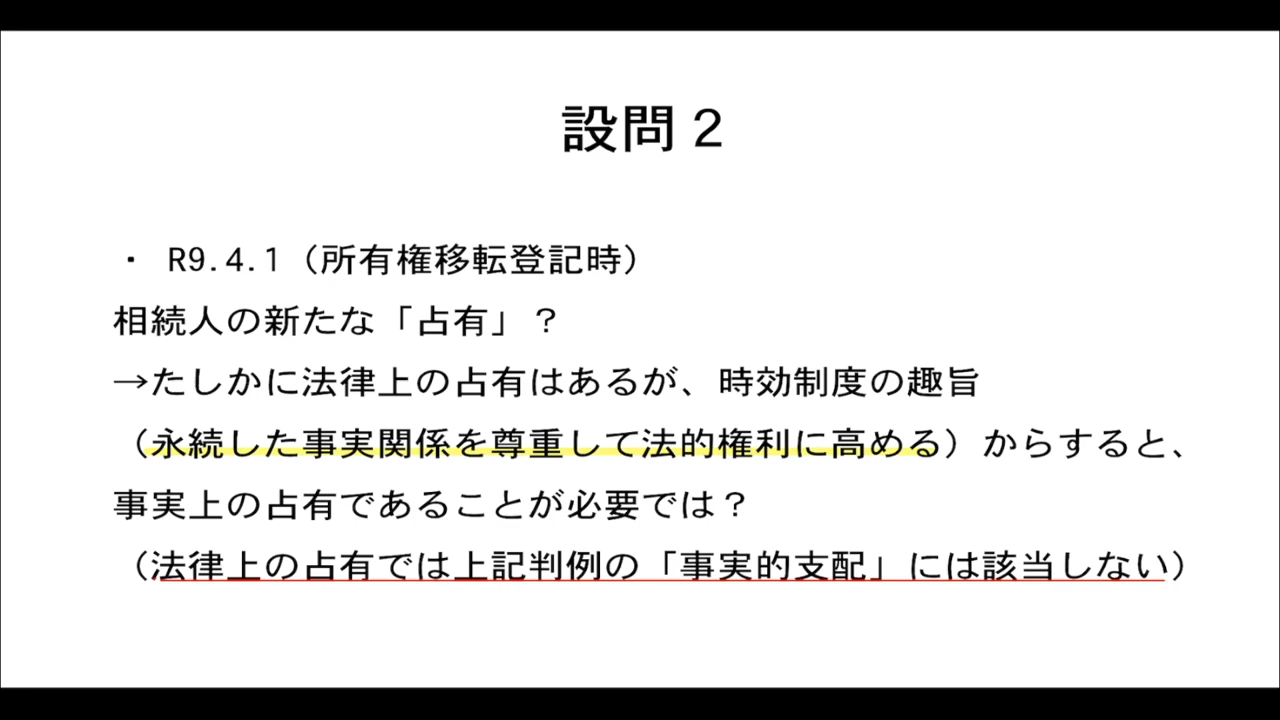 設問２
・ R9.4.1（所有権移転登記時）
相続人の新たな「占有」？
→たしかに法律上の占有はあるが、時効制度の趣旨
（永続した事実関係を尊重して法的権利に高める）からすると、
事実上の占有であることが必要では？
（法律上の占有では上記判例の「事実的支配」には該当しない）